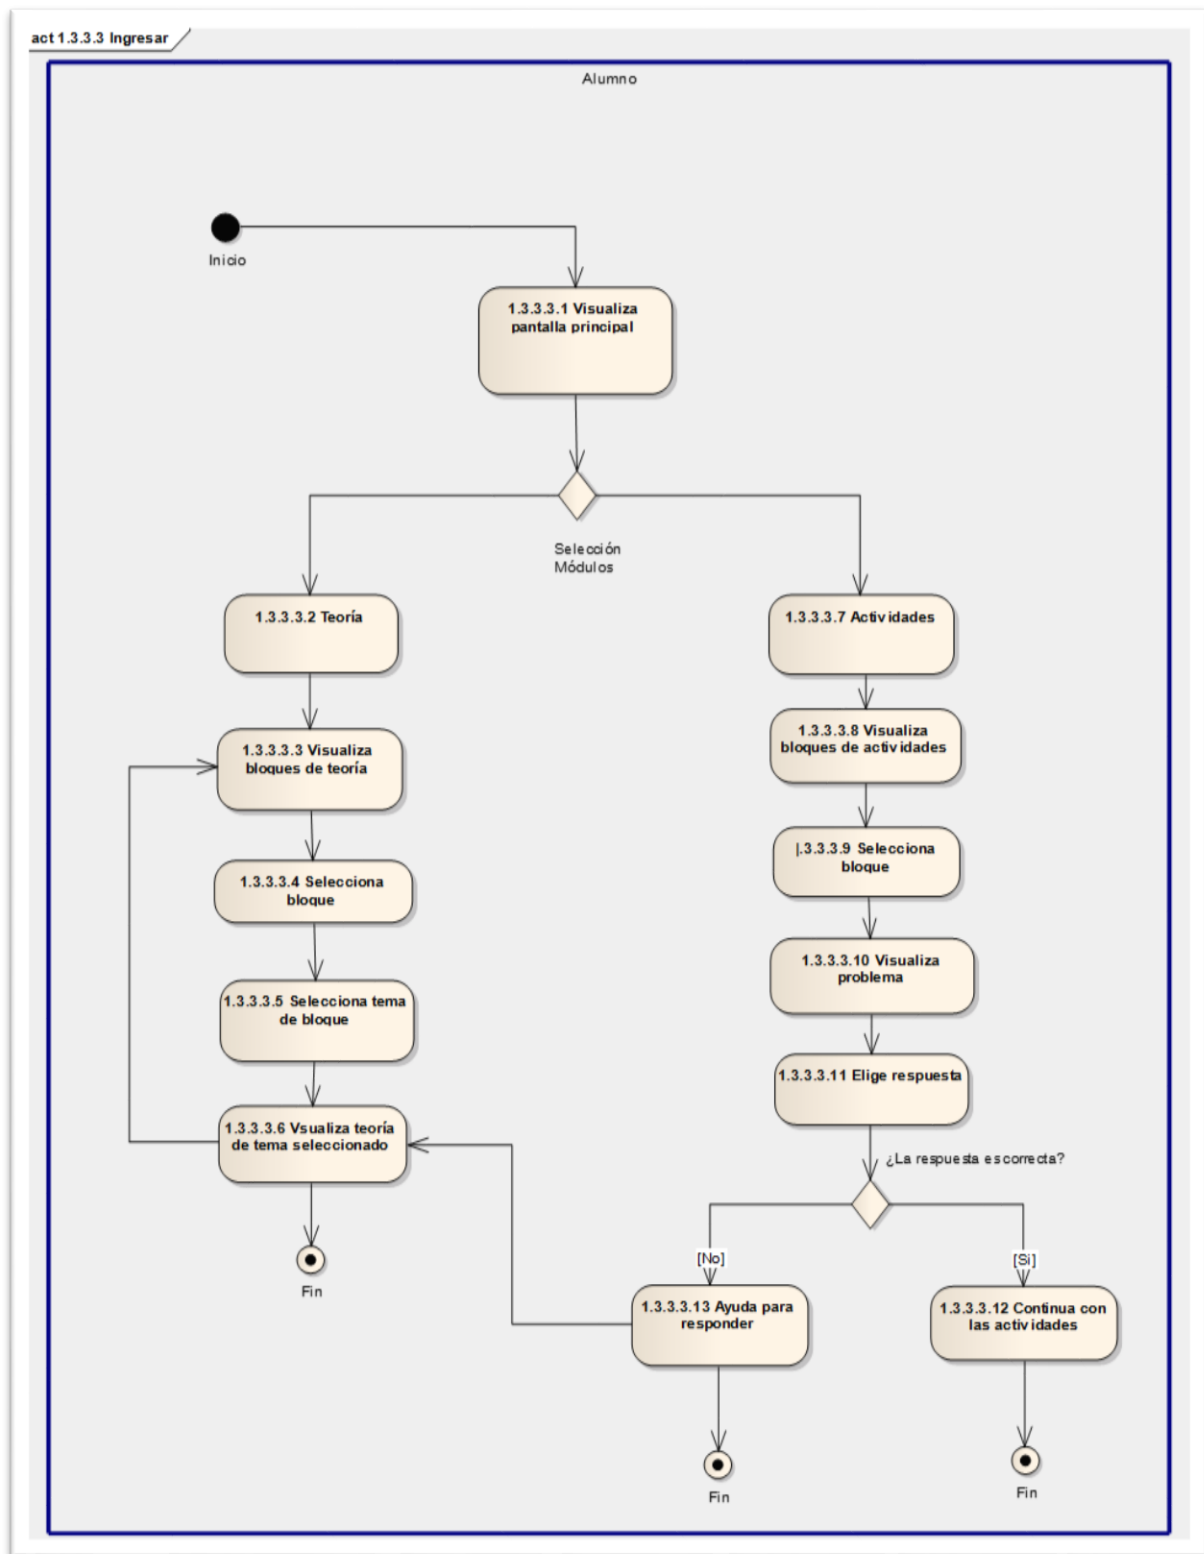 act 1.3.3.3 Ingresar
Alumno
Inicio
1.3.3.3.1 Visualiza
pantalla principal
Selección
Módulos
1.3.3.3.2 Teoría
1.3.3.3.3 Visualiza
bloques de teoría
1.3.3.3.4 Selecciona
bloque
1.3.3.3.5 Selecciona tema
de bloque
1.3.3.3.6 Vsualiza teoría
de tema seleccionado
Fin
1.3.3.3.7 Actividades
1.3.3.3.8 Visualiza
bloques de actividades
|.3.3.3.9 Selecciona
bloque
1.3.3.3.10 Visualiza
problema
1.3.3.3.11 Elige respuesta
¿La respuesta es correcta?
[No]
[Si]
1.3.3.3.13 Ayuda para
responder
1.3.3.3.12 Continua con
las actividades
Fin
Fin